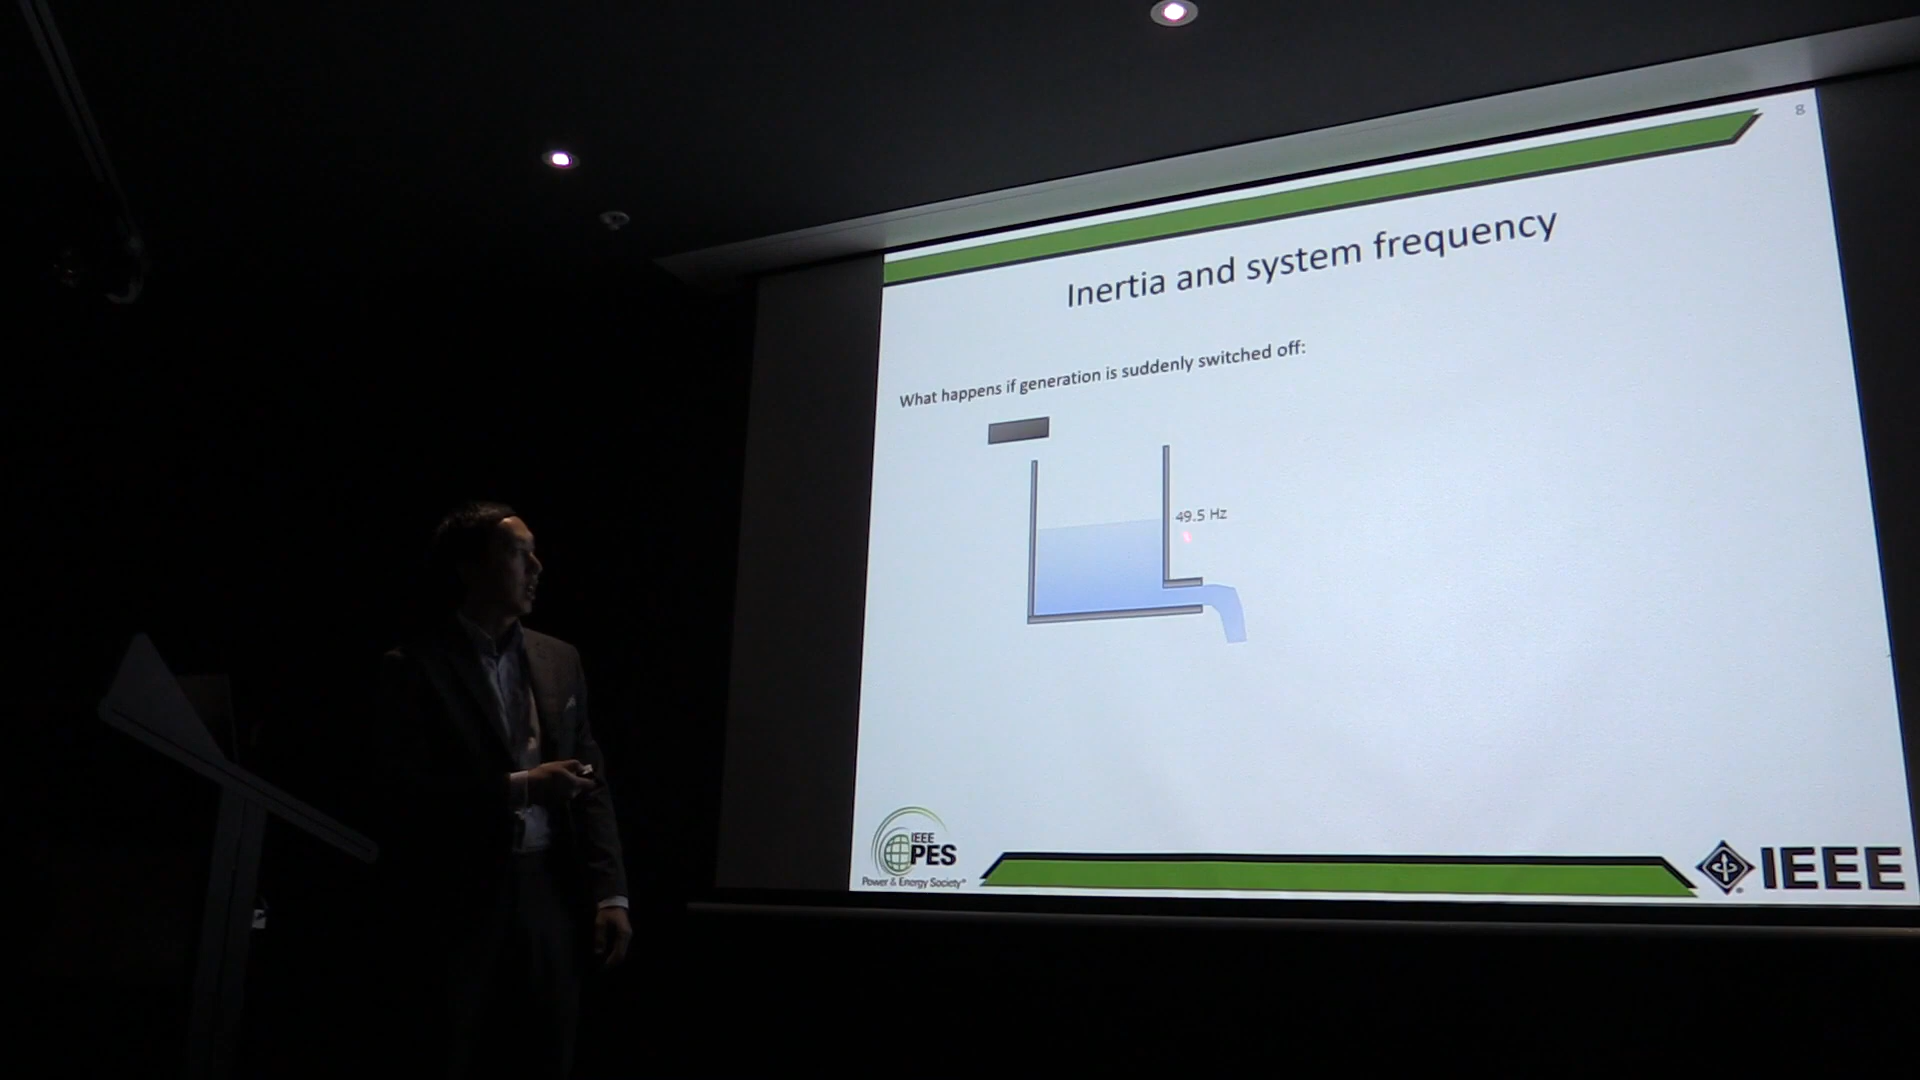 8
Inertia and system frequency
What happens if generation is suddenly switched off:
49.5 Hz
IEEE
PES
Power & Energy Society®
IEEE